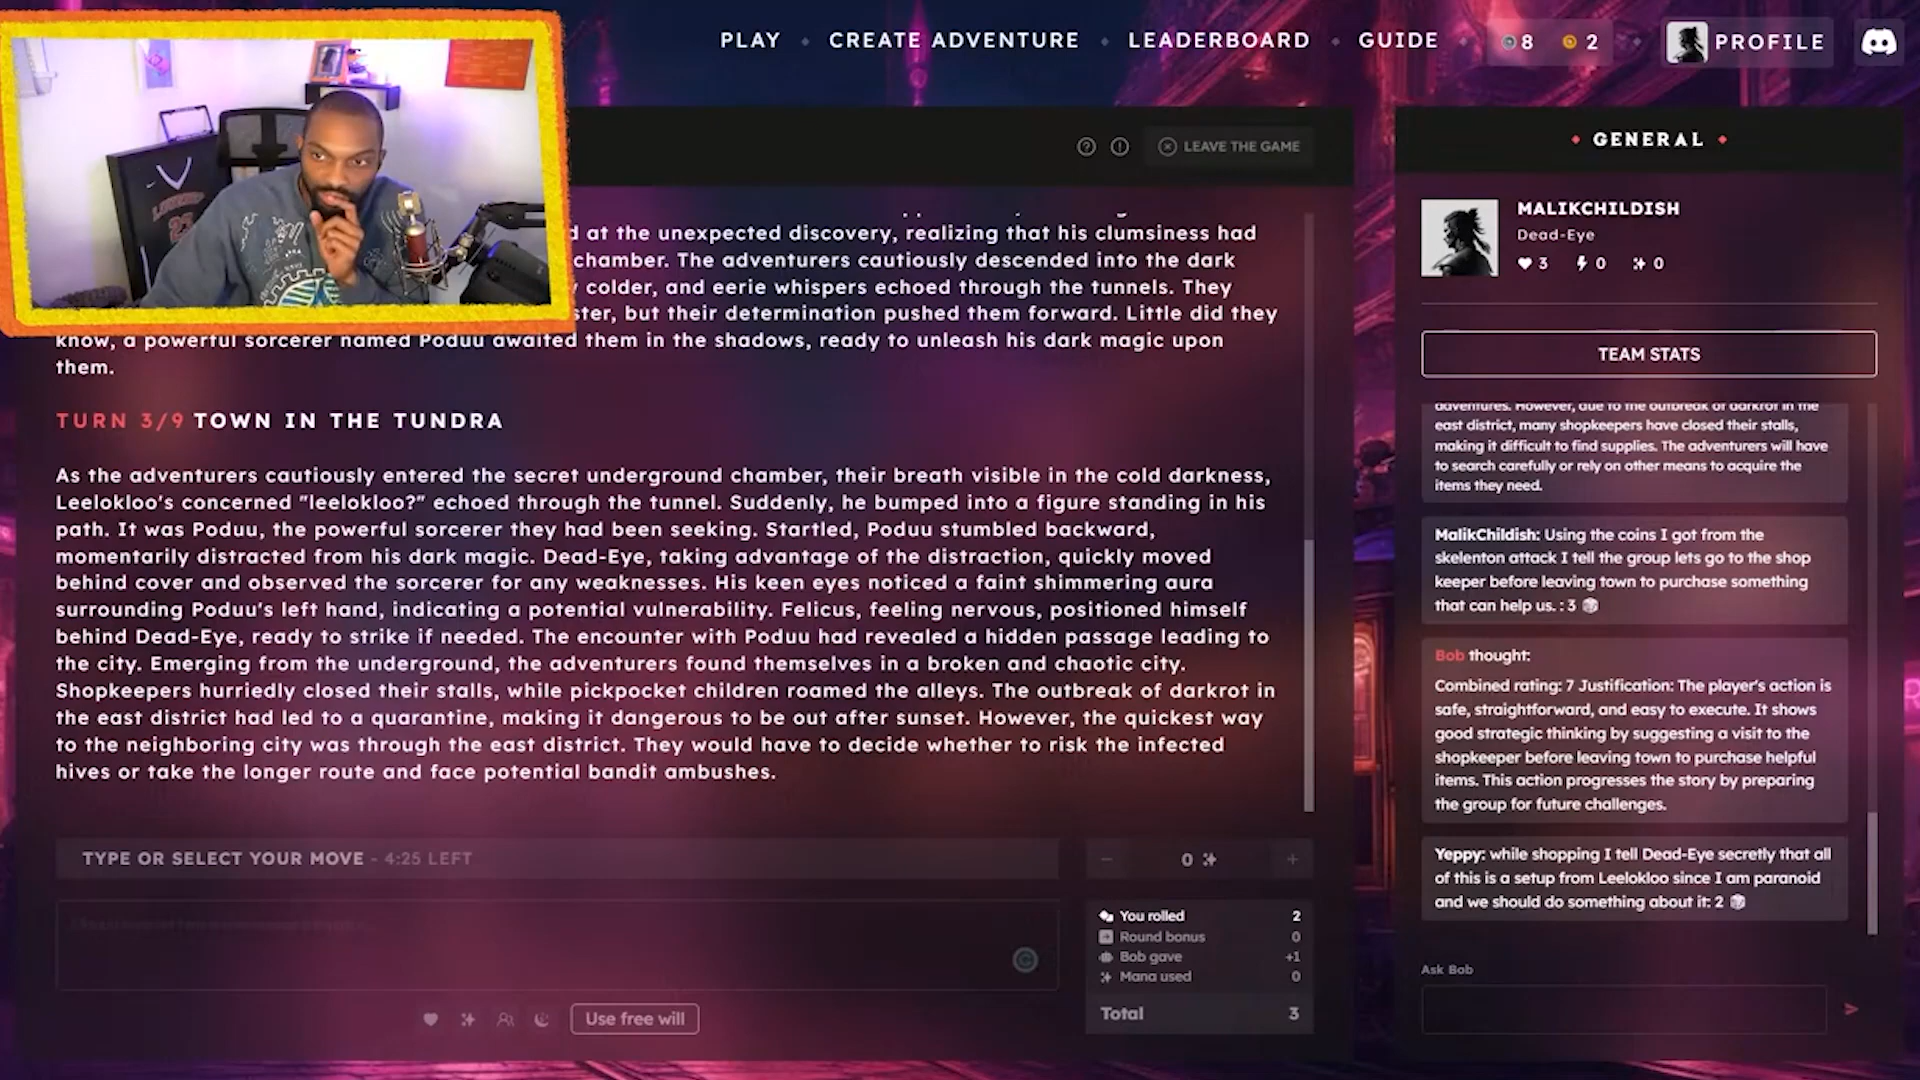 PLAY
CREATE ADVENTURE
LEADERBOARD
GUIDE
8
2
PROFILE
LEAVE THE GAME
d at the unexpected discovery, realizing that his clumsiness had
chamber. The adventurers cautiously descended into the dark
colder, and eerie whispers echoed through the tunnels. They
ster, but their determination pushed them forward. Little did they
know, a powerful sorcerer named Poduu awaited them in the shadows, ready to unleash his dark magic upon
them.
TURN 3/9 TOWN IN THE TUNDRA
As the adventurers cautiously entered the secret underground chamber, their breath visible in the cold darkness,
Leelokloo's concerned "leelokloo?" echoed through the tunnel. Suddenly, he bumped into a figure standing in his
path. It was Poduu, the powerful sorcerer they had been seeking. Startled, Poduu stumbled backward,
momentarily distracted from his dark magic. Dead-Eye, taking advantage of the distraction, quickly moved
behind cover and observed the sorcerer for any weaknesses. His keen eyes noticed a faint shimmering aura
surrounding Poduu's left hand, indicating a potential vulnerability. Felicus, feeling nervous, positioned himself
behind Dead-Eye, ready to strike if needed. The encounter with Poduu had revealed a hidden passage leading to
the city. Emerging from the underground, the adventurers found themselves in a broken and chaotic city.
Shopkeepers hurriedly closed their stalls, while pickpocket children roamed the alleys. The outbreak of darkrot in
the east district had led to a quarantine, making it dangerous to be out after sunset. However, the quickest way
to the neighboring city was through the east district. They would have to decide whether to risk the infected
hives or take the longer route and face potential bandit ambushes.
TYPE OR SELECT YOUR MOVE - 4:25 LEFT
0
You rolled 2
Round bonus 0
Bob gave +1
Mana used 0
Total 3
Use free will
GENERAL
MALIKCHILDISH
Dead-Eye
3 0 0
TEAM STATS
adventures. However, due to the outbreak of darkrot in the
east district, many shopkeepers have closed their stalls,
making it difficult to find supplies. The adventurers will have
to search carefully or rely on other means to acquire the
items they need.
MalikChildish: Using the coins I got from the
skelenton attack I tell the group lets go to the shop
keeper before leaving town to purchase something
that can help us. : 3
Bob thought:
Combined rating: 7 Justification: The player's action is
safe, straightforward, and easy to execute. It shows
good strategic thinking by suggesting a visit to the
shopkeeper before leaving town to purchase helpful
items. This action progresses the story by preparing
the group for future challenges.
Yeppy: while shopping I tell Dead-Eye secretly that all
of this is a setup from Leelokloo since I am paranoid
and we should do something about it: 2
Ask Bob